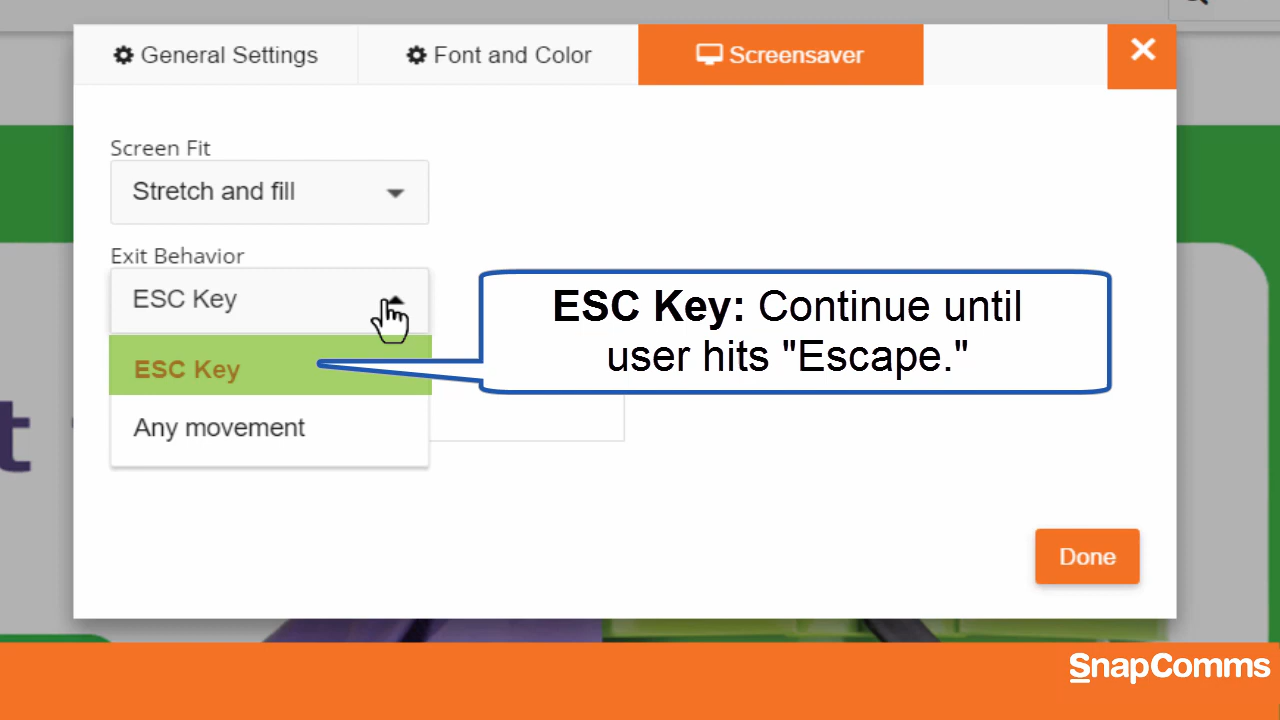 General Settings
Font and Color
Screensaver
Screen Fit
Stretch and fill
Exit Behavior
ESC Key
ESC Key
Any movement
ESC Key: Continue until
user hits "Escape."
Done
t
SnapComms